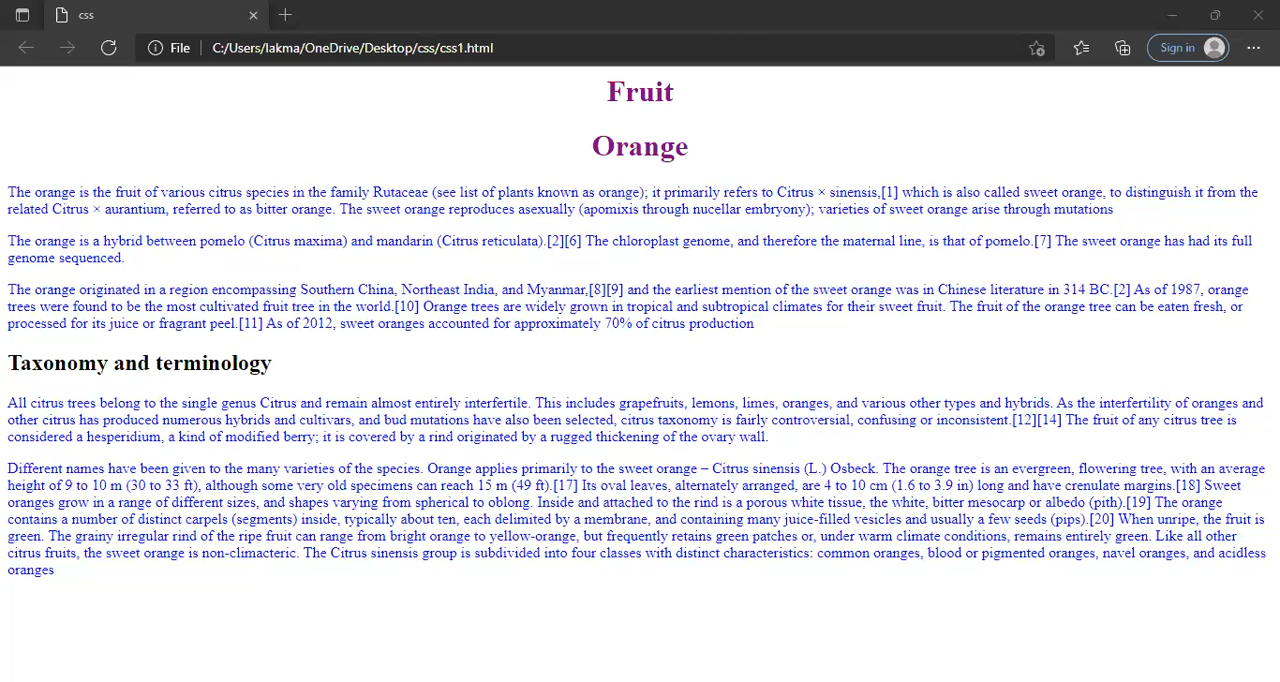 css
File
C:/Users/lakma/OneDrive/Desktop/css/css1.html
Sign in
Fruit
Orange
The orange is the fruit of various citrus species in the family Rutaceae (see list of plants known as orange); it primarily refers to Citrus × sinensis,[1] which is also called sweet orange, to distinguish it from the
related Citrus × aurantium, referred to as bitter orange. The sweet orange reproduces asexually (apomixis through nucellar embryony); varieties of sweet orange arise through mutations
The orange is a hybrid between pomelo (Citrus maxima) and mandarin (Citrus reticulata).[2][6] The chloroplast genome, and therefore the maternal line, is that of pomelo.[7] The sweet orange has had its full
genome sequenced.
The orange originated in a region encompassing Southern China, Northeast India, and Myanmar,[8][9] and the earliest mention of the sweet orange was in Chinese literature in 314 BC.[2] As of 1987, orange
trees were found to be the most cultivated fruit tree in the world.[10] Orange trees are widely grown in tropical and subtropical climates for their sweet fruit. The fruit of the orange tree can be eaten fresh, or
processed for its juice or fragrant peel.[11] As of 2012, sweet oranges accounted for approximately 70% of citrus production
Taxonomy and terminology
All citrus trees belong to the single genus Citrus and remain almost entirely interfertile. This includes grapefruits, lemons, limes, oranges, and various other types and hybrids. As the interfertility of oranges and
other citrus has produced numerous hybrids and cultivars, and bud mutations have also been selected, citrus taxonomy is fairly controversial, confusing or inconsistent.[12][14] The fruit of any citrus tree is
considered a hesperidium, a kind of modified berry; it is covered by a rind originated by a rugged thickening of the ovary wall.
Different names have been given to the many varieties of the species. Orange applies primarily to the sweet orange – Citrus sinensis (L.) Osbeck. The orange tree is an evergreen, flowering tree, with an average
height of 9 to 10 m (30 to 33 ft), although some very old specimens can reach 15 m (49 ft).[17] Its oval leaves, alternately arranged, are 4 to 10 cm (1.6 to 3.9 in) long and have crenulate margins.[18] Sweet
oranges grow in a range of different sizes, and shapes varying from spherical to oblong. Inside and attached to the rind is a porous white tissue, the white, bitter mesocarp or albedo (pith).[19] The orange
contains a number of distinct carpels (segments) inside, typically about ten, each delimited by a membrane, and containing many juice-filled vesicles and usually a few seeds (pips).[20] When unripe, the fruit is
green. The grainy irregular rind of the ripe fruit can range from bright orange to yellow-orange, but frequently retains green patches or, under warm climate conditions, remains entirely green. Like all other
citrus fruits, the sweet orange is non-climacteric. The Citrus sinensis group is subdivided into four classes with distinct characteristics: common oranges, blood or pigmented oranges, navel oranges, and acidless
oranges